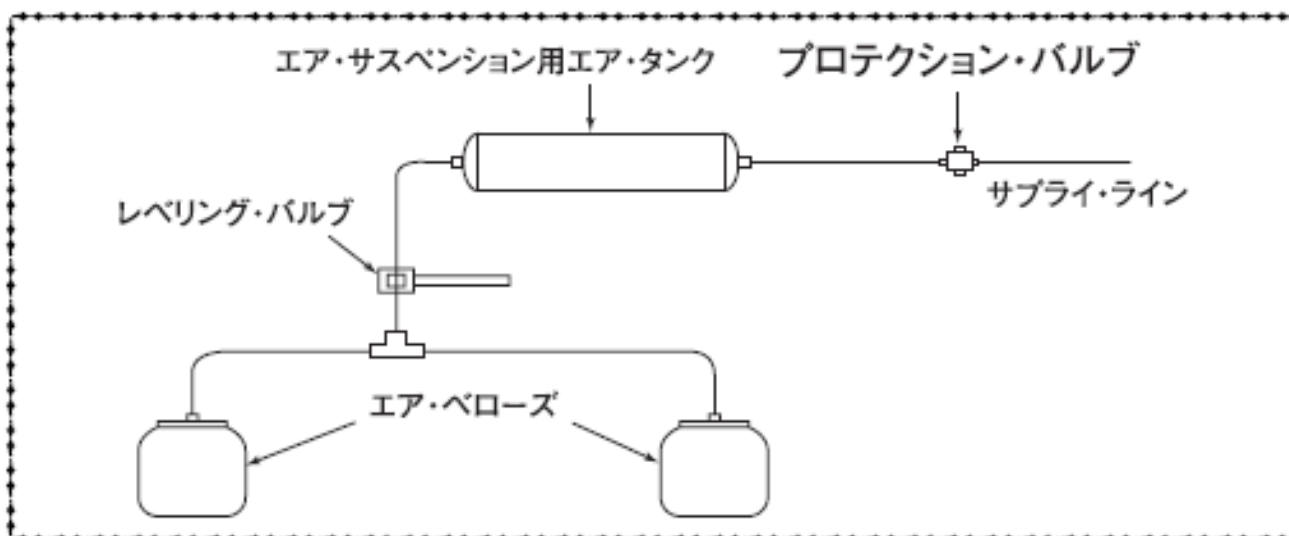 エア・サスペンション用エア・タンク
プロテクション・バルブ
サプライ・ライン
レベリング・バルブ
エア・ベローズ